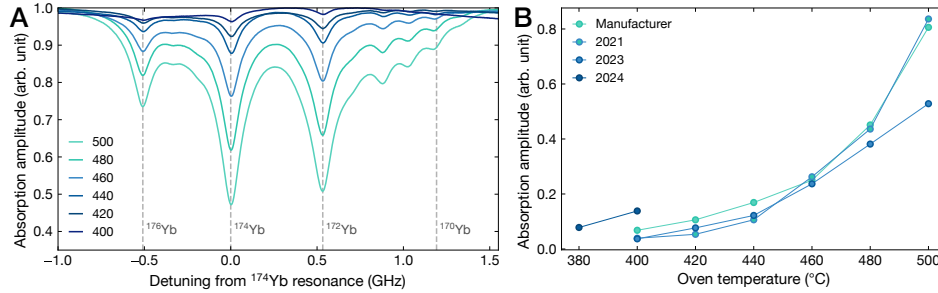 A
Absorption amplitude (arb. unit)
1.0
0.9
0.8
0.7
0.6
0.5
0.4
500
480
460
440
420
400
¹⁷⁶Yb
¹⁷⁴Yb
¹⁷²Yb
¹⁷⁰Yb
−1.0 −0.5 0.0 0.5 1.0 1.5
Detuning from ¹⁷⁴Yb resonance (GHz)
B
Absorption amplitude (arb. unit)
0.8
0.6
0.4
0.2
0.0
Manufacturer
2021
2023
2024
380 400 420 440 460 480 500
Oven temperature (°C)